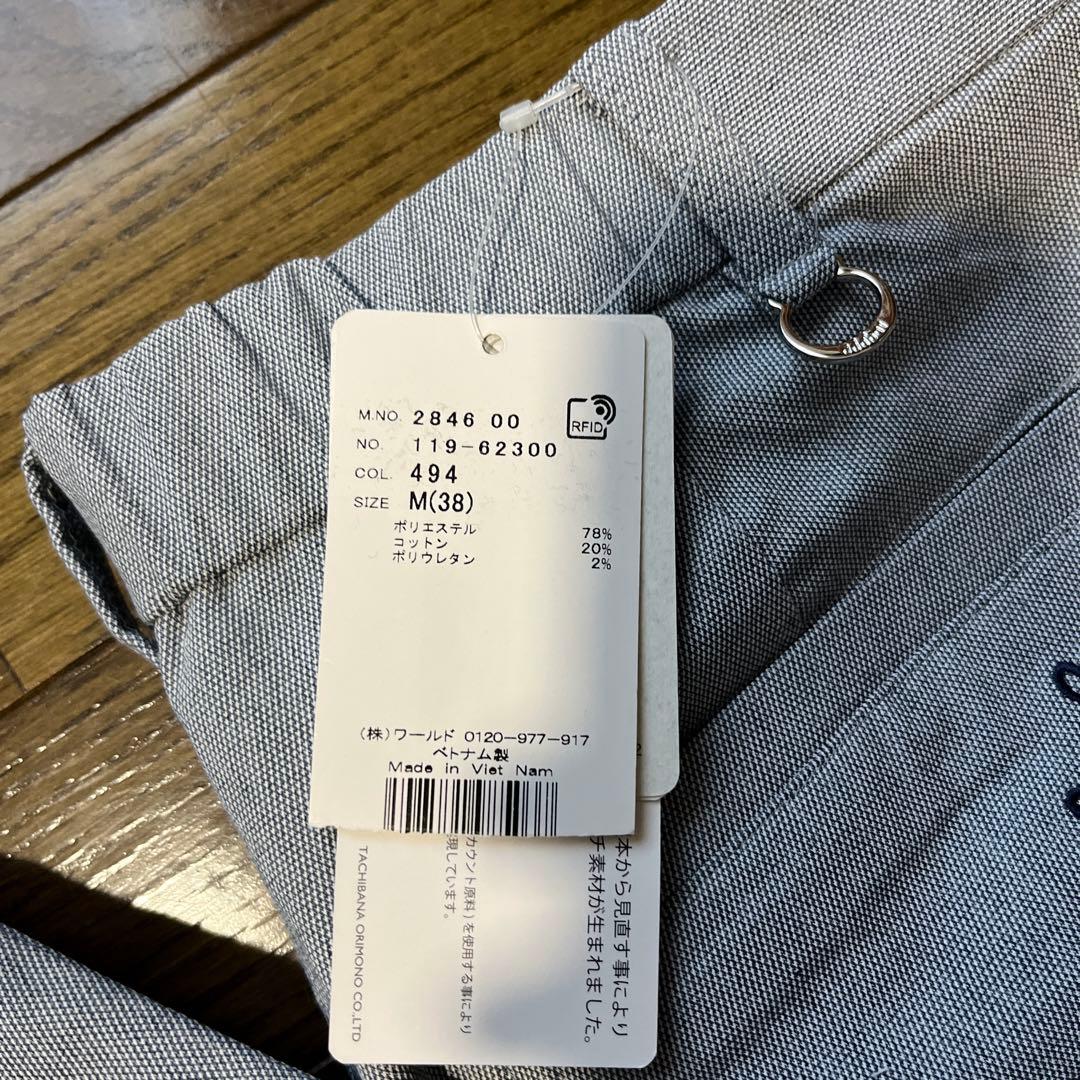 M.NO. 2846 00
RFID
NO. 119-62300
COL. 494
SIZE M(38)
ポリエステル 78%
コットン 20%
ポリウレタン 2%
(株)ワールド 0120-977-917
ベトナム製
Made in Viet Nam
本から見直す事により
チ素材が生まれました。
カウント原料)を使用する事により
現しています。
TACHIBANA ORIMONO CO.,LTD